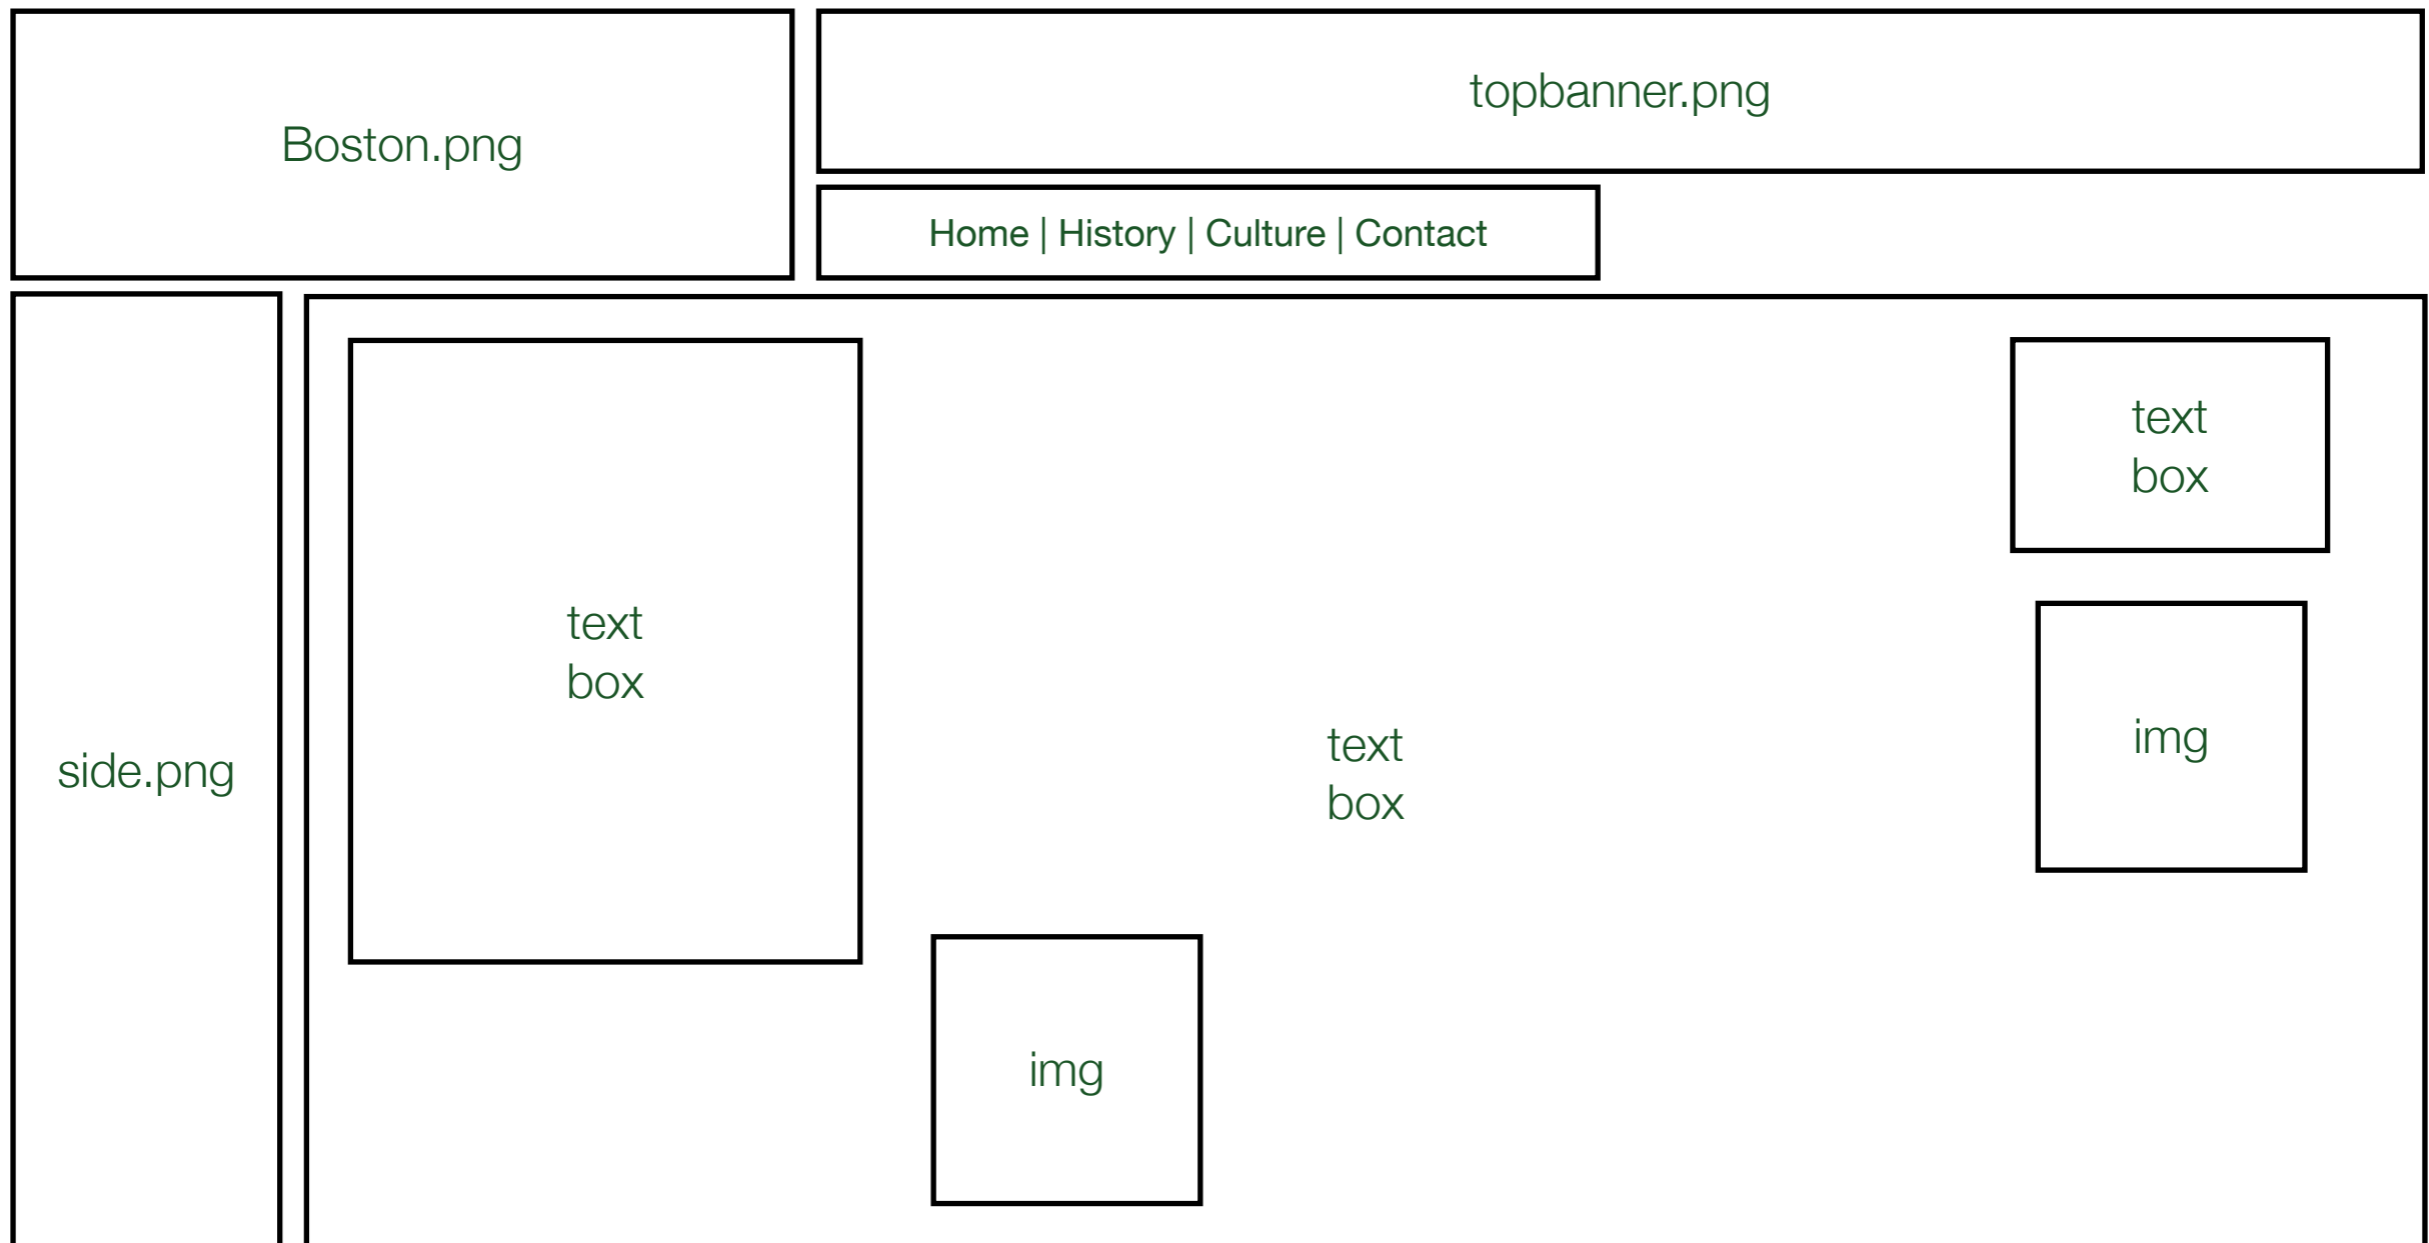 Boston.png
topbanner.png
Home | History | Culture | Contact
side.png
text
box
text
box
text
box
img
img